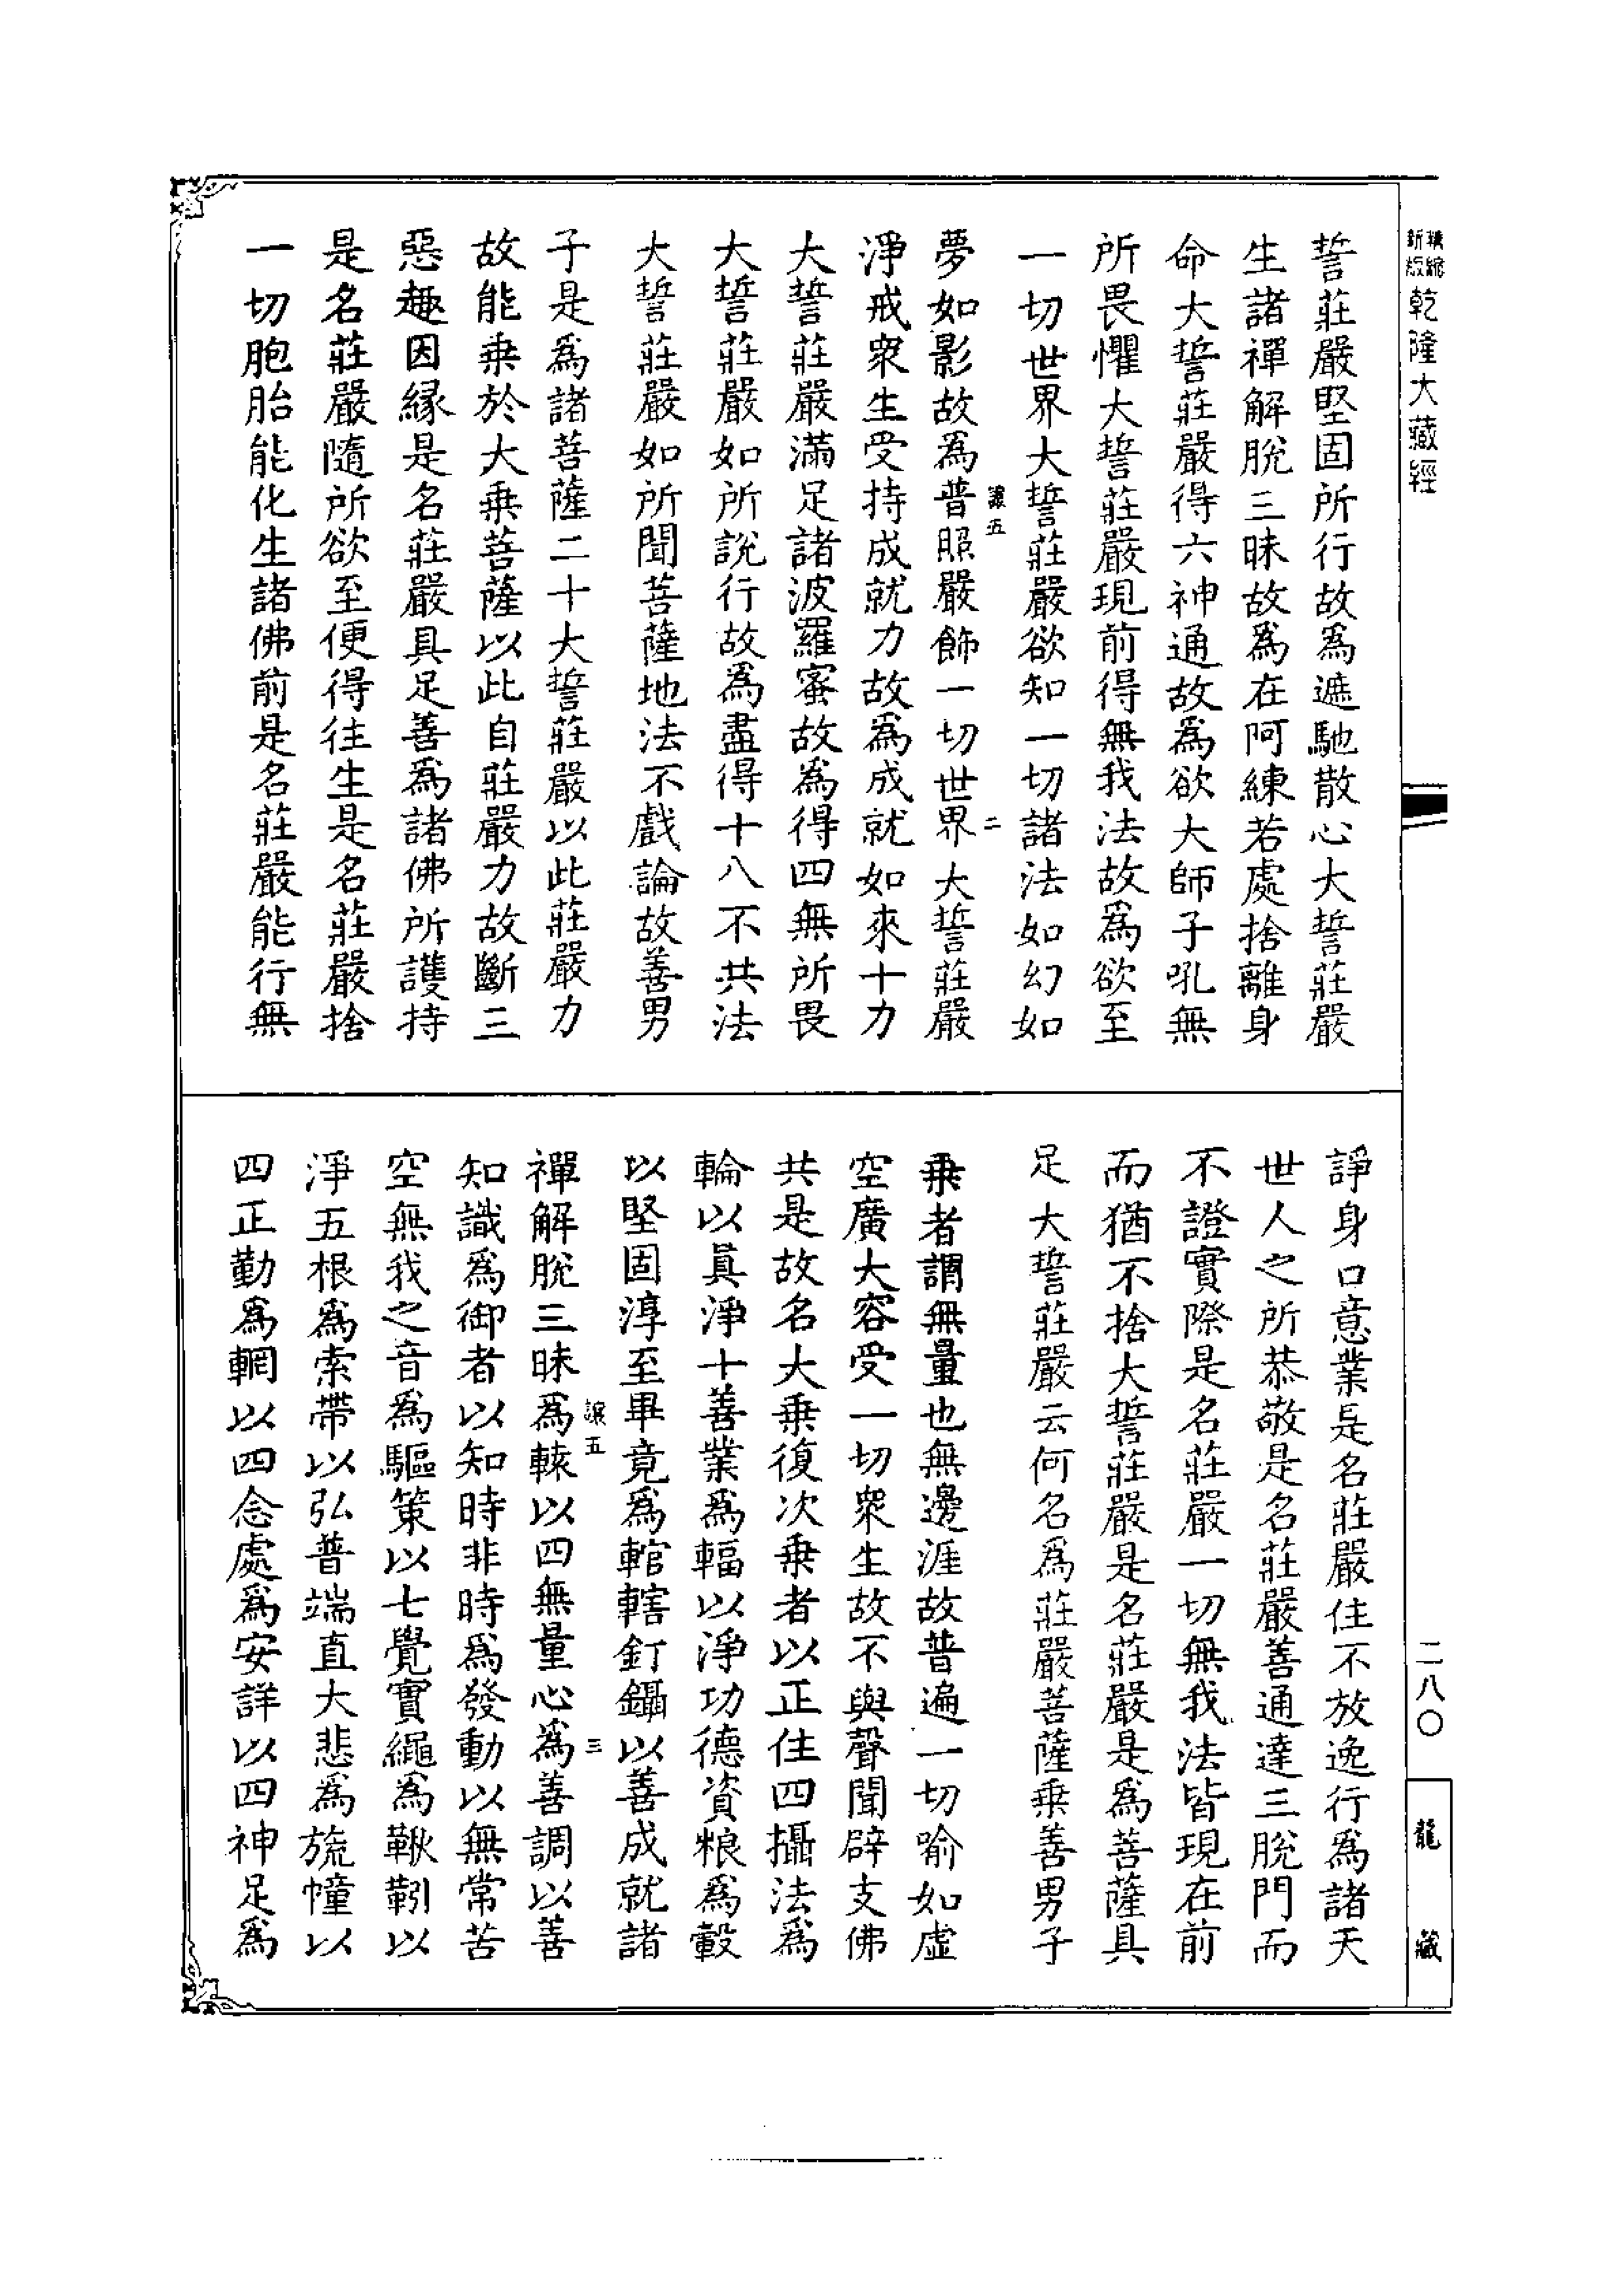 乾隆大藏經
誓莊嚴堅固所行故爲遮馳散心大誓莊嚴
生諸禪解脫三昧故爲在阿練若處捨離身
命大誓莊嚴得六神通故爲欲大師子吼無
所畏懼大誓莊嚴現前得無我法故爲欲至
一切世界大誓莊嚴欲知一切諸法如幻如
讓五
二
夢如影故爲普照嚴飾一切世界大誓莊嚴
淨戒衆生受持成就力故爲成就如來十力
大誓莊嚴滿足諸波羅蜜故爲得四無所畏
大誓莊嚴如所說行故爲盡得十八不共法
大誓莊嚴如所聞菩薩地法不戲論故善男
子是爲諸菩薩二十大誓莊嚴以此莊嚴力
故能乗於大乗菩薩以此自莊嚴力故斷三
惡趣因緣是名莊嚴具足善爲諸佛所護持
是名莊嚴隨所欲至便得往生是名莊嚴捨
一切胞胎能化生諸佛前是名莊嚴能行無
諍身口意業是名莊嚴住不放逸行爲諸天
世人之所恭敬是名莊嚴善通達三脫門而
不證實際是名莊嚴一切無我法皆現在前
而猶不捨大誓莊嚴是名莊嚴是爲菩薩具
足大誓莊嚴云何名爲莊嚴菩薩乗善男子
乗者謂無量也無邊涯故普遍一切喻如虛
空廣大容受一切衆生故不與聲聞辟支佛
共是故名大乗復次乗者以正住四攝法爲
輪以眞淨十善業爲輻以淨功德資粮爲轂
以堅固淳至畢竟爲輨轄釘鑷以善成就諸
讓五
三
禪解脫三昧爲轅以四無量心爲善調以善
知識爲御者以知時非時爲發動以無常苦
空無我之音爲驅策以七覺寶繩爲鞦靷以
淨五根爲索帶以弘普端直大悲爲旒幢以
四正勤爲輞以四念處爲安詳以四神足爲
二八〇
龍藏